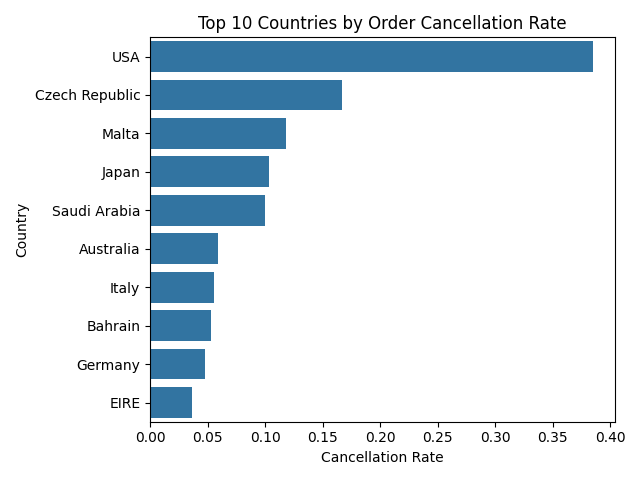 Top 10 Countries by Order Cancellation Rate
Country
USA
Czech Republic
Malta
Japan
Saudi Arabia
Australia
Italy
Bahrain
Germany
EIRE
0.00 0.05 0.10 0.15 0.20 0.25 0.30 0.35 0.40
Cancellation Rate